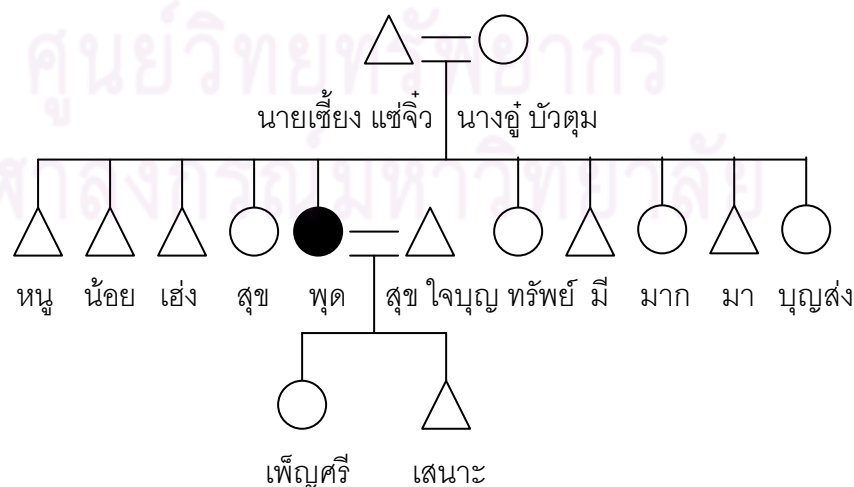 ศูนย์วิทยทรัพยากร
นายเซี้ยง แซ่จิ๋ว นางอู๋ บัวตุม
ฬาลงกรณ์มหาวิทยาลัย
หนู น้อย เฮ่ง สุข พุด สุข ใจบุญ ทรัพย์ มี มาก มา บุญส่ง
เพ็ญศรี เสนาะ